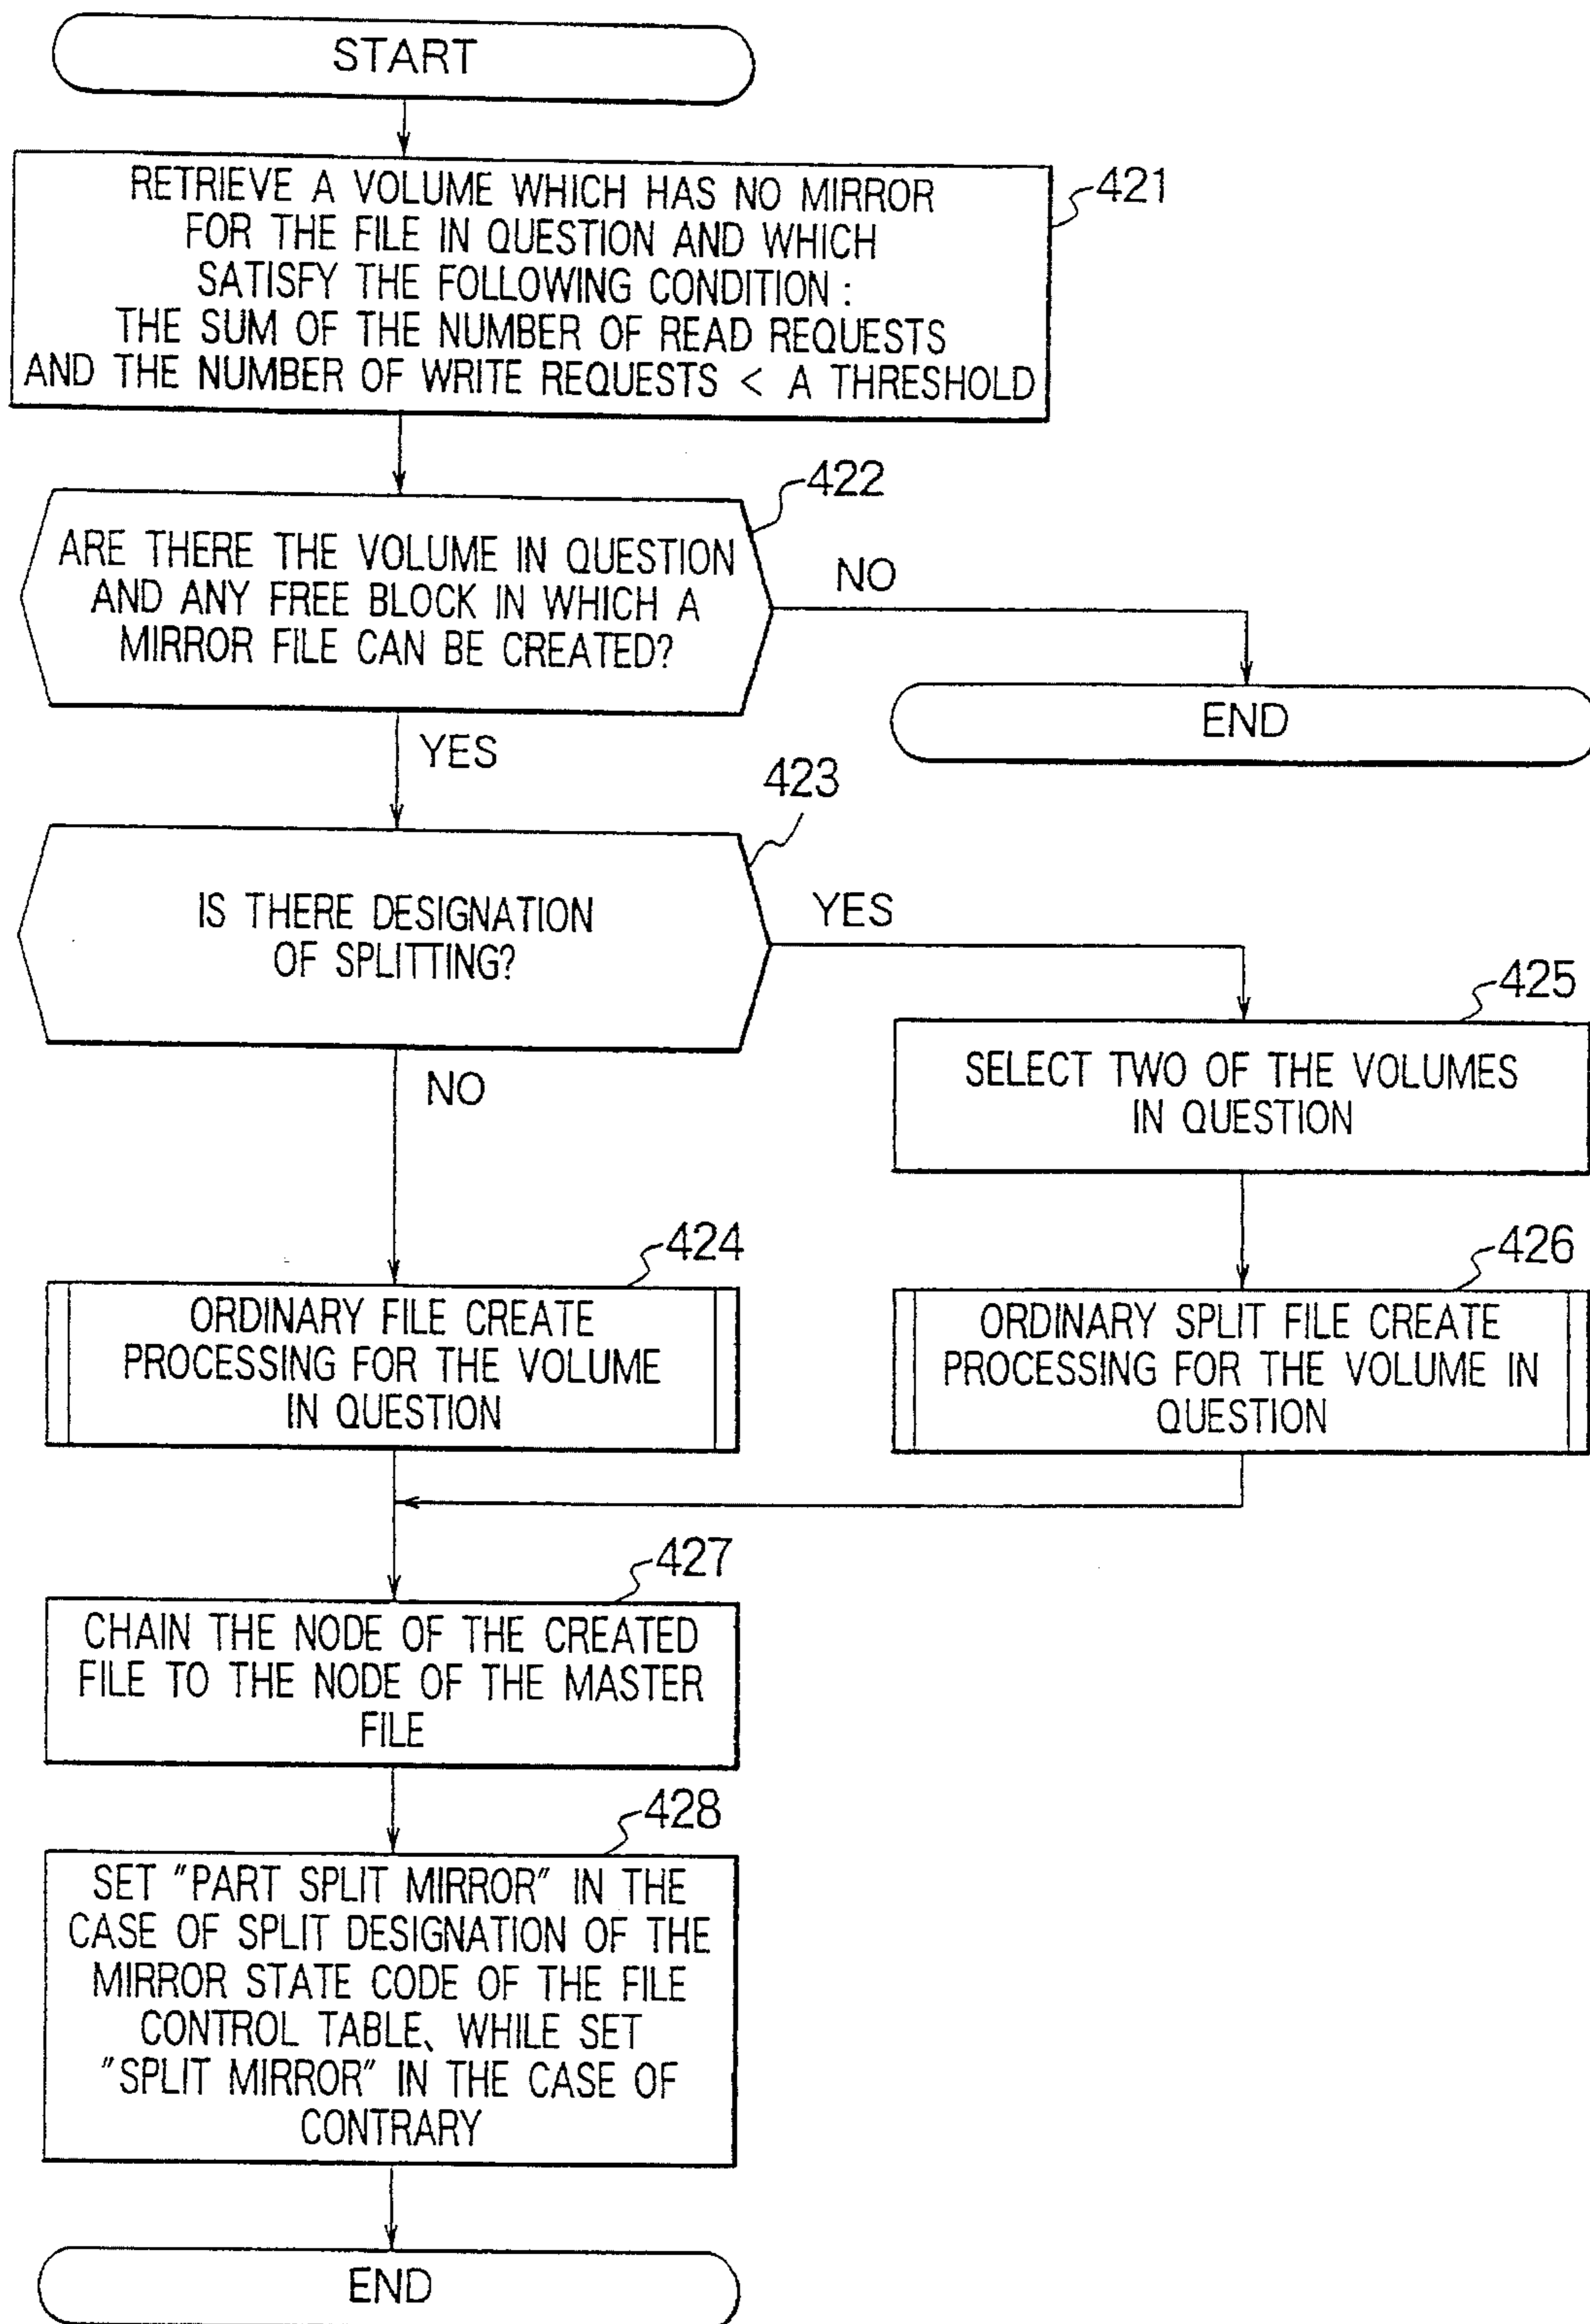 START
RETRIEVE A VOLUME WHICH HAS NO MIRROR
FOR THE FILE IN QUESTION AND WHICH
SATISFY THE FOLLOWING CONDITION :
THE SUM OF THE NUMBER OF READ REQUESTS
AND THE NUMBER OF WRITE REQUESTS < A THRESHOLD
421
422
ARE THERE THE VOLUME IN QUESTION
AND ANY FREE BLOCK IN WHICH A
MIRROR FILE CAN BE CREATED?
NO
END
YES
423
IS THERE DESIGNATION
OF SPLITTING?
YES
425
SELECT TWO OF THE VOLUMES
IN QUESTION
NO
424
ORDINARY FILE CREATE
PROCESSING FOR THE VOLUME
IN QUESTION
426
ORDINARY SPLIT FILE CREATE
PROCESSING FOR THE VOLUME IN
QUESTION
427
CHAIN THE NODE OF THE CREATED
FILE TO THE NODE OF THE MASTER
FILE
428
SET "PART SPLIT MIRROR" IN THE
CASE OF SPLIT DESIGNATION OF THE
MIRROR STATE CODE OF THE FILE
CONTROL TABLE、 WHILE SET
"SPLIT MIRROR" IN THE CASE OF
CONTRARY
END